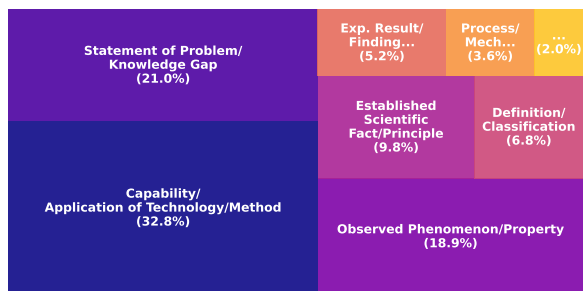 Statement of Problem/
Knowledge Gap
(21.0%)
Capability/
Application of Technology/Method
(32.8%)
Exp. Result/
Finding...
(5.2%)
Process/
Mech...
(3.6%)
...
(2.0%)
Established
Scientific
Fact/Principle
(9.8%)
Definition/
Classification
(6.8%)
Observed Phenomenon/Property
(18.9%)